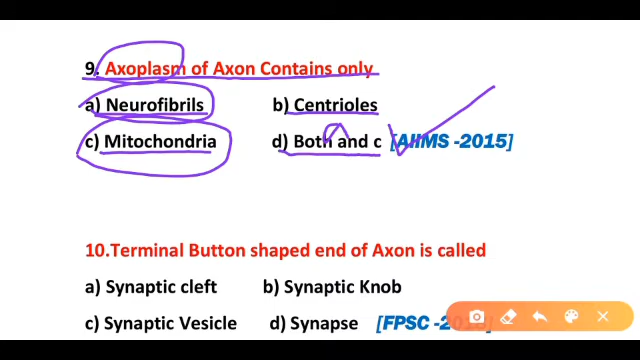 9. Axoplasm of Axon Contains only
a) Neurofibrils b) Centrioles
c) Mitochondria d) Both and c [AIIMS -2015]
10.Terminal Button shaped end of Axon is called
a) Synaptic cleft b) Synaptic Knob
c) Synaptic Vesicle d) Synapse [FPSC